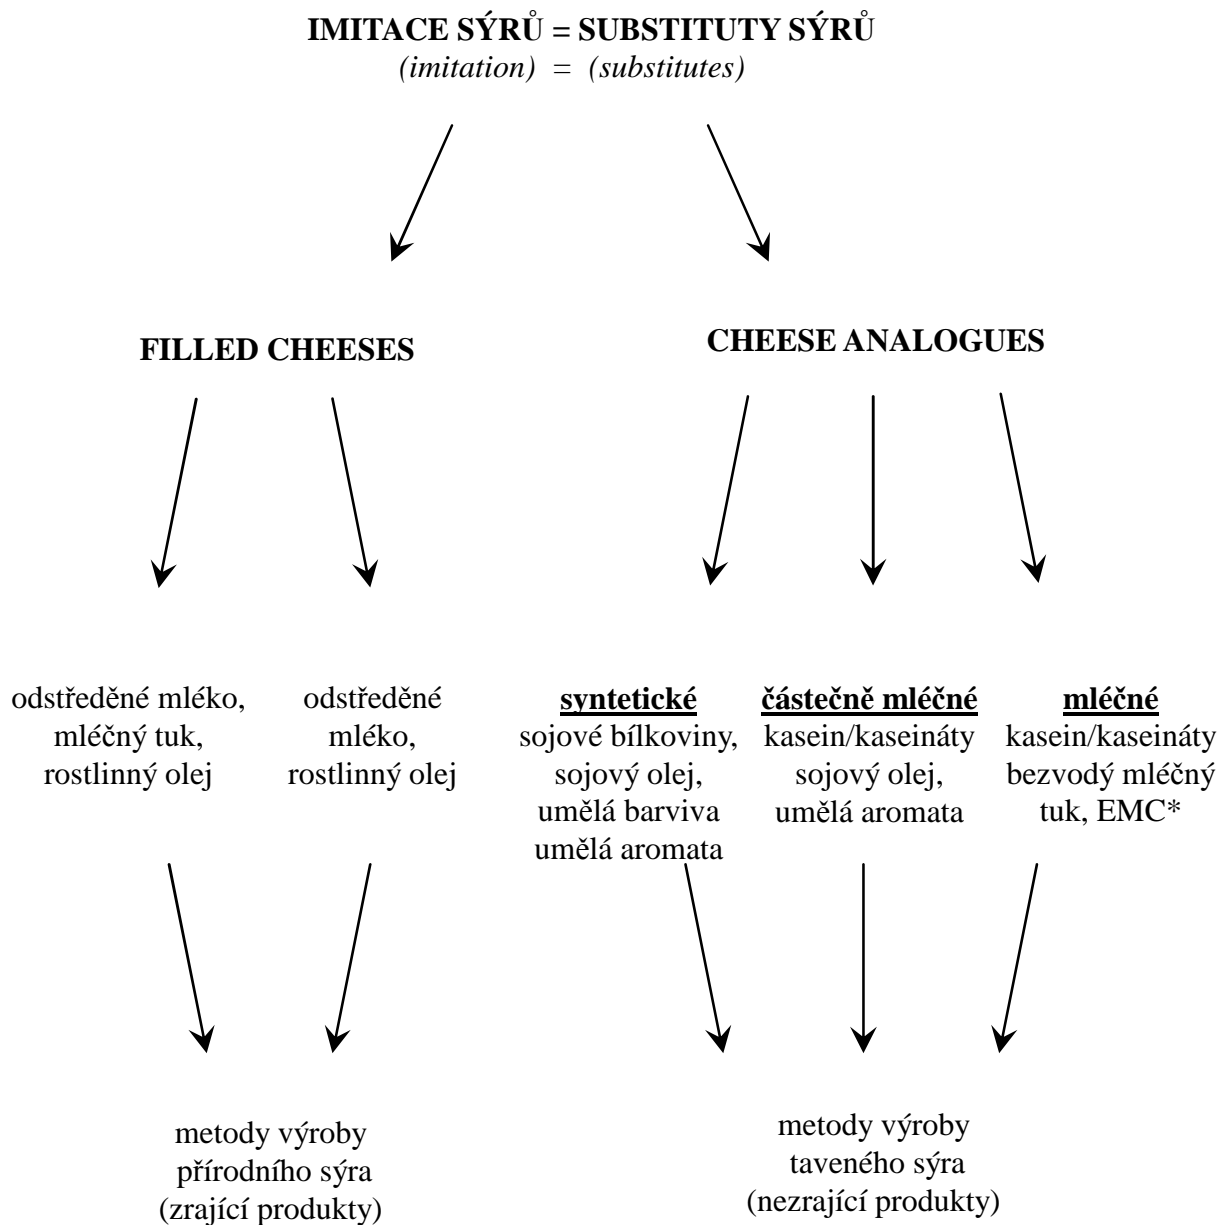 IMITACE SÝRŮ = SUBSTITUTY SÝRŮ
(imitation) = (substitutes)
FILLED CHEESES
CHEESE ANALOGUES
odstředěné mléko,
mléčný tuk,
rostlinný olej
odstředěné
mléko,
rostlinný olej
syntetické
sojové bílkoviny,
sojový olej,
umělá barviva
umělá aromata
částečně mléčné
kasein/kaseináty
sojový olej,
umělá aromata
mléčné
kasein/kaseináty
bezvodý mléčný
tuk, EMC*
metody výroby
přírodního sýra
(zrající produkty)
metody výroby
taveného sýra
(nezrající produkty)